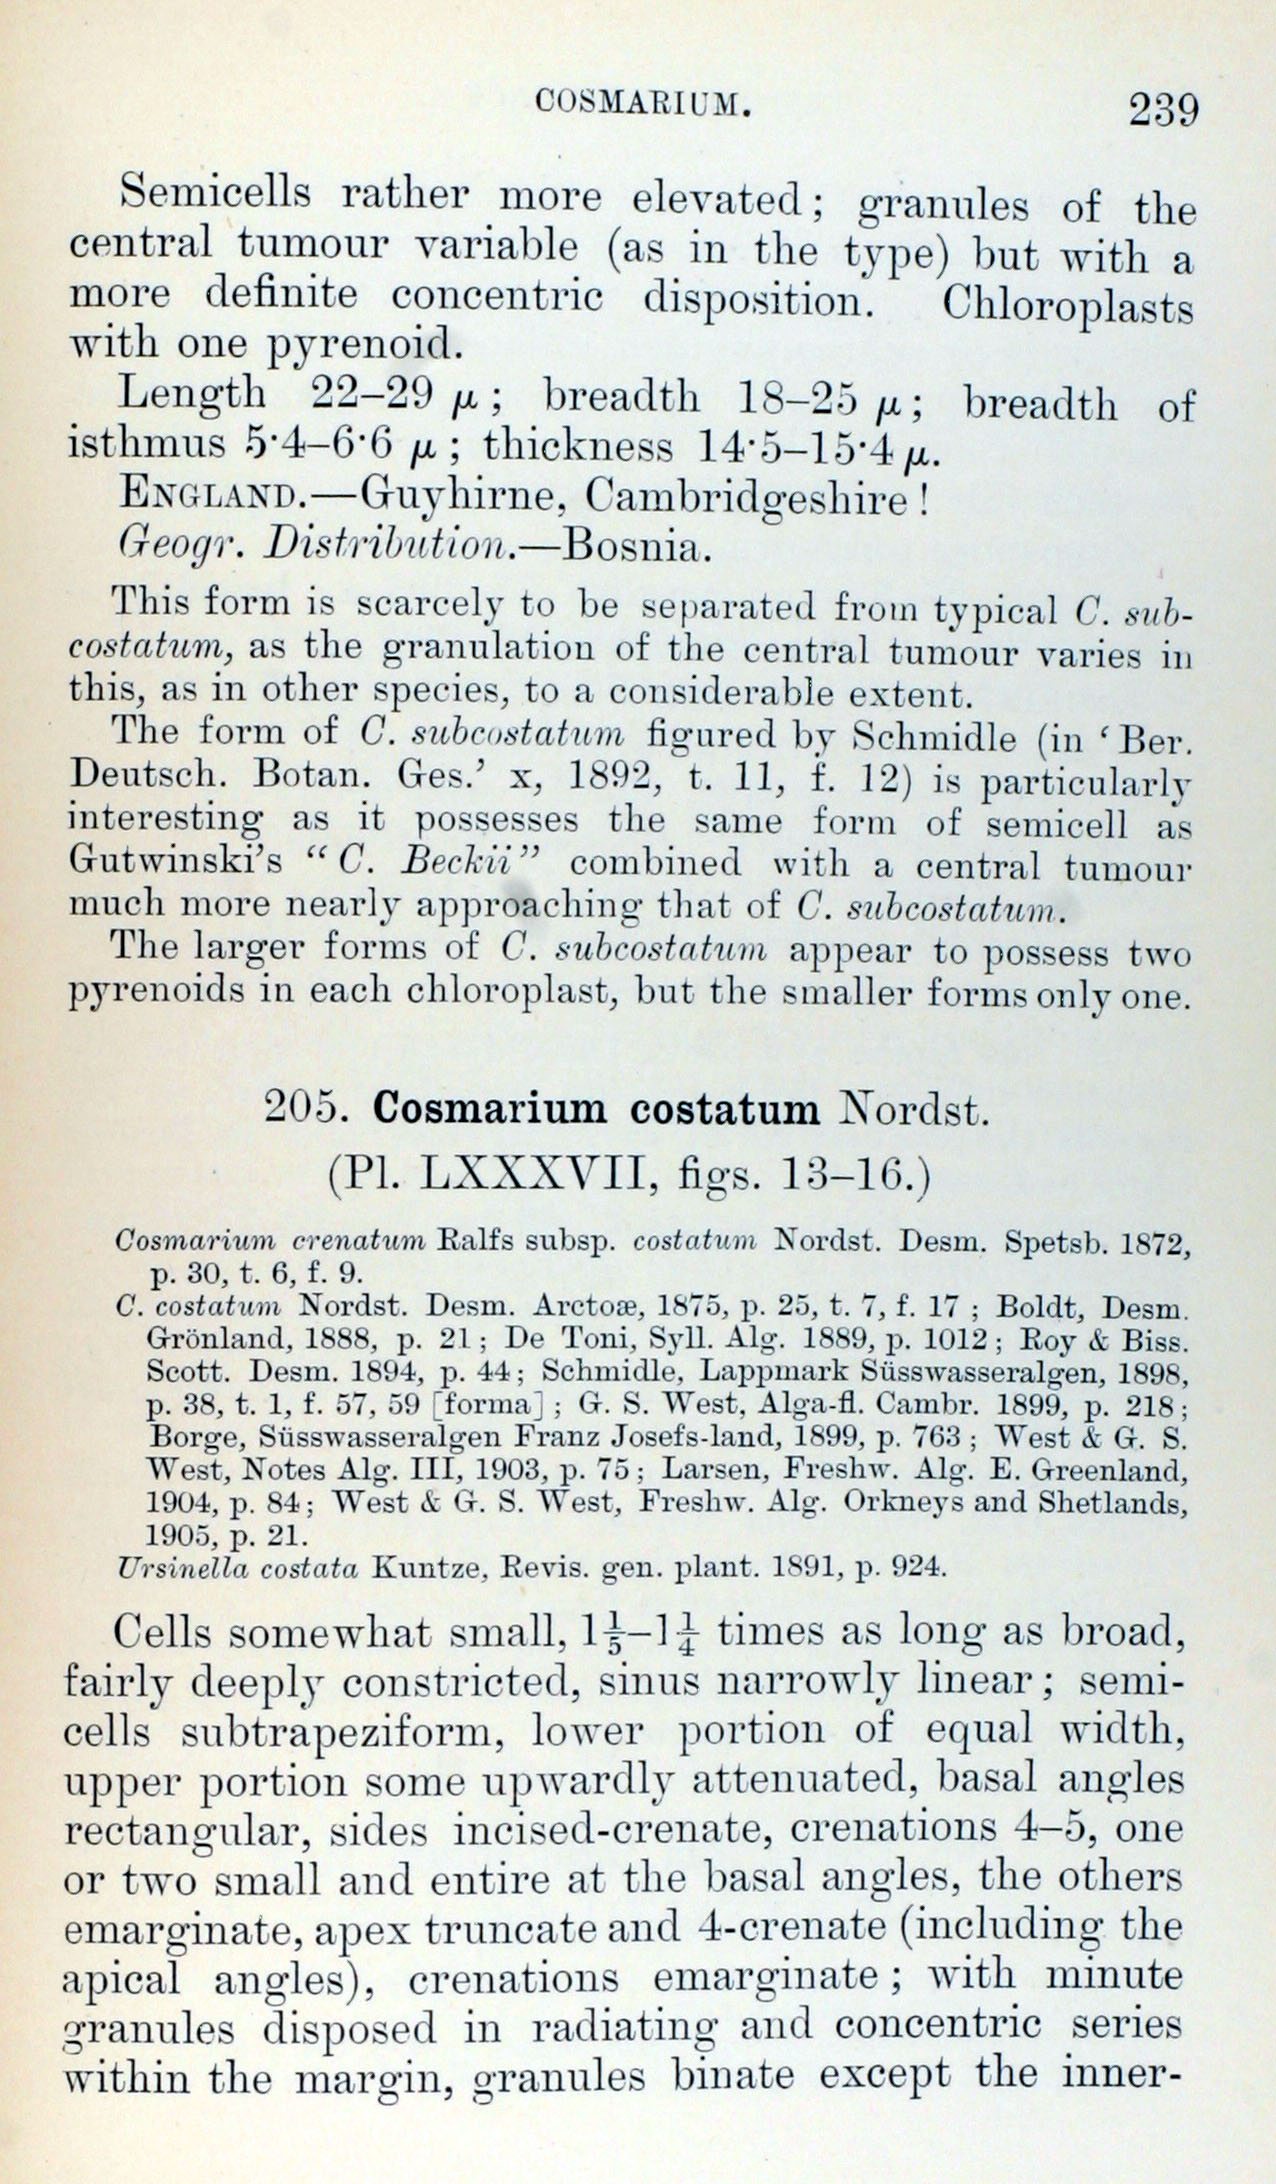 COSMARIUM.
239
Semicells rather more elevated; granules of the
central tumour variable (as in the type) but with a
more definite concentric disposition. Chloroplasts
with one pyrenoid.
Length 22–29 μ; breadth 18–25 μ; breadth of
isthmus 5·4–6·6 μ; thickness 14·5–15·4 μ.
ENGLAND.—Guyhirne, Cambridgeshire!
Geogr. Distribution.—Bosnia.
This form is scarcely to be separated from typical C. sub-
costatum, as the granulation of the central tumour varies in
this, as in other species, to a considerable extent.
The form of C. subcostatum figured by Schmidle (in ‘Ber.
Deutsch. Botan. Ges.’ x, 1892, t. 11, f. 12) is particularly
interesting as it possesses the same form of semicell as
Gutwinski's “C. Beckii” combined with a central tumour
much more nearly approaching that of C. subcostatum.
The larger forms of C. subcostatum appear to possess two
pyrenoids in each chloroplast, but the smaller forms only one.
205. Cosmarium costatum Nordst.
(Pl. LXXXVII, figs. 13–16.)
Cosmarium crenatum Ralfs subsp. costatum Nordst. Desm. Spetsb. 1872,
p. 30, t. 6, f. 9.
C. costatum Nordst. Desm. Arctoæ, 1875, p. 25, t. 7, f. 17; Boldt, Desm.
Grönland, 1888, p. 21; De Toni, Syll. Alg. 1889, p. 1012; Roy & Biss.
Scott. Desm. 1894, p. 44; Schmidle, Lappmark Süsswasseralgen, 1898,
p. 38, t. 1, f. 57, 59 [forma]; G. S. West, Alga-fl. Cambr. 1899, p. 218;
Borge, Süsswasseralgen Franz Josefs-land, 1899, p. 763; West & G. S.
West, Notes Alg. III, 1903, p. 75; Larsen, Freshw. Alg. E. Greenland,
1904, p. 84; West & G. S. West, Freshw. Alg. Orkneys and Shetlands,
1905, p. 21.
Ursinella costata Kuntze, Revis. gen. plant. 1891, p. 924.
Cells somewhat small, 1⅕–1¼ times as long as broad,
fairly deeply constricted, sinus narrowly linear; semi-
cells subtrapeziform, lower portion of equal width,
upper portion some upwardly attenuated, basal angles
rectangular, sides incised-crenate, crenations 4–5, one
or two small and entire at the basal angles, the others
emarginate, apex truncate and 4-crenate (including the
apical angles), crenations emarginate; with minute
granules disposed in radiating and concentric series
within the margin, granules binate except the inner-